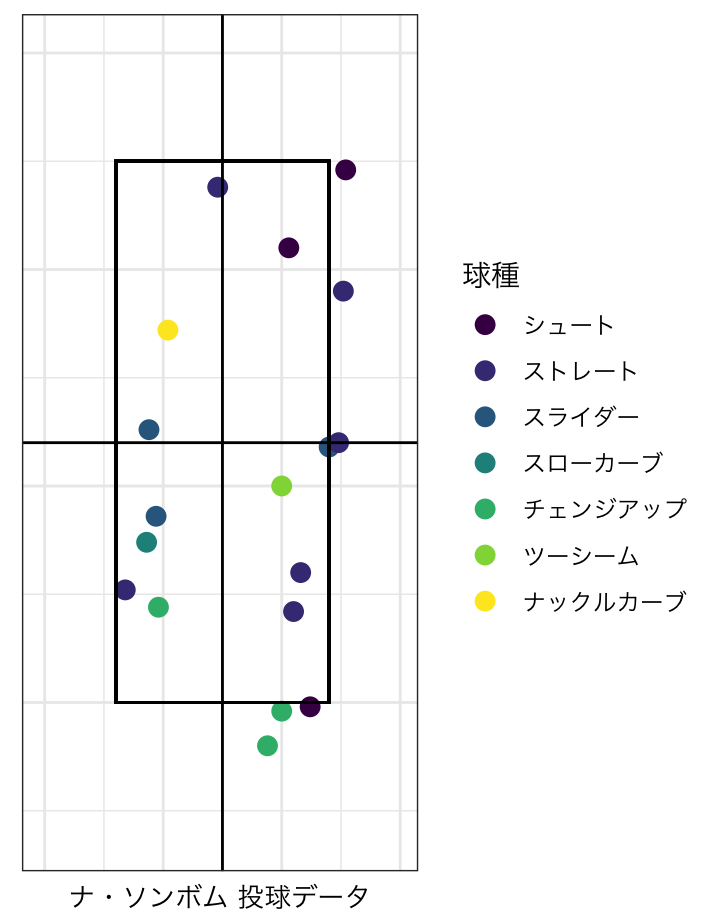 球種
シュート
ストレート
スライダー
スローカーブ
チェンジアップ
ツーシーム
ナックルカーブ
ナ・ソンボム 投球データ